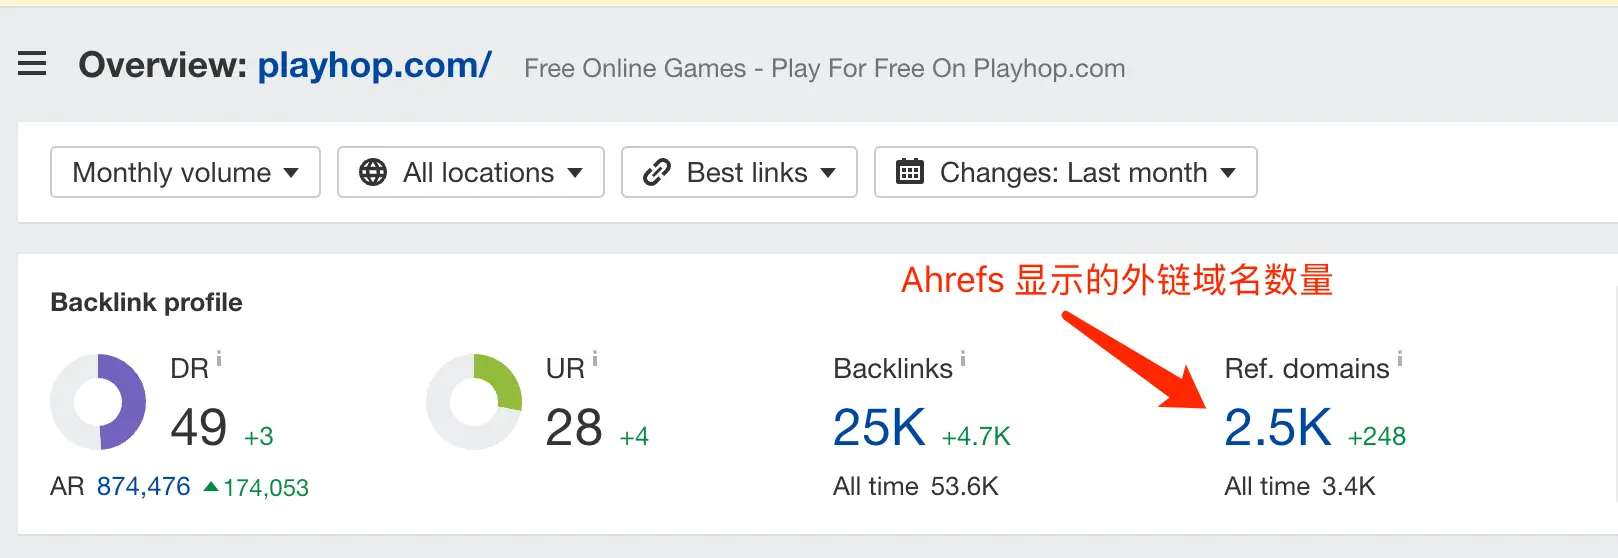 Overview: playhop.com/ Free Online Games - Play For Free On Playhop.com
Monthly volume All locations Best links Changes: Last month
Ahrefs 显示的外链域名数量
Backlink profile
DR i UR i Backlinks i Ref. domains i
49 +3 28 +4 25K +4.7K 2.5K +248
AR 874,476 174,053 All time 53.6K All time 3.4K